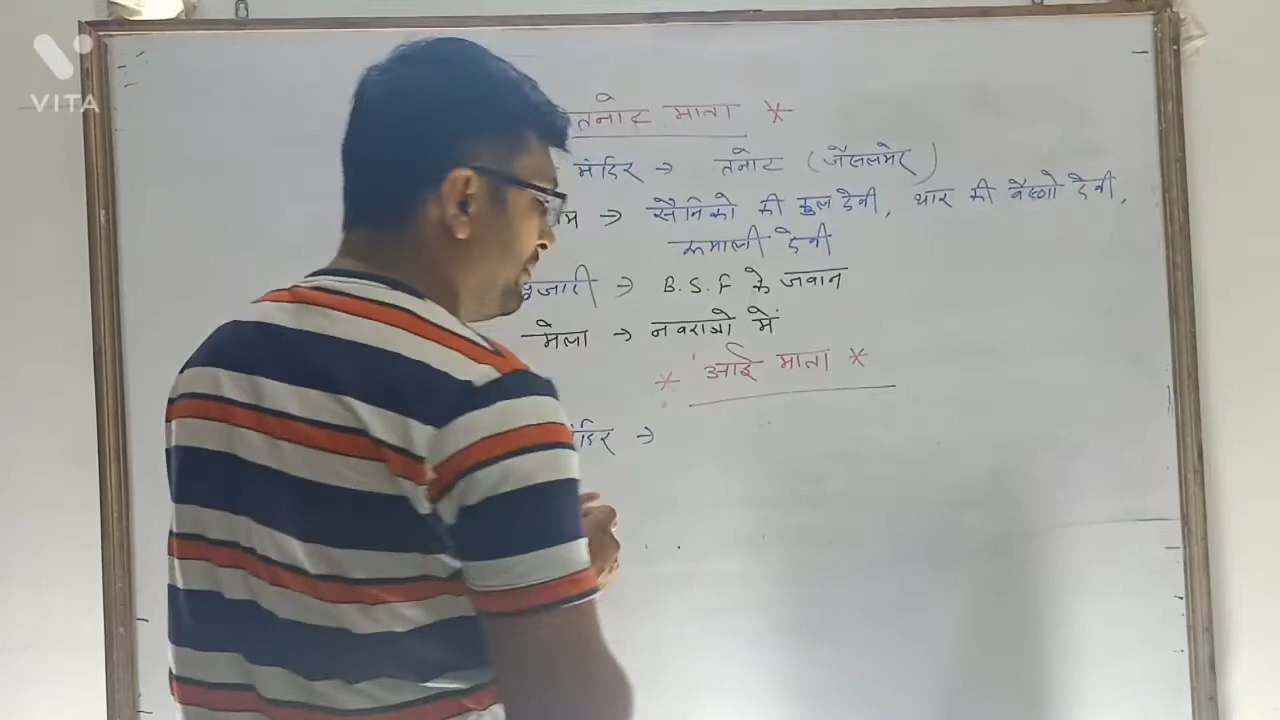 VITA
तनोट माता *
मंदिर → तनोट (जैसलमेर)
→ सैनिको की कुल देवी, थार की वैष्णो देवी,
रूमाली देवी
पुजारी → B.S.F के जवान
मेला → नवरात्रो में
* आई माता *
→